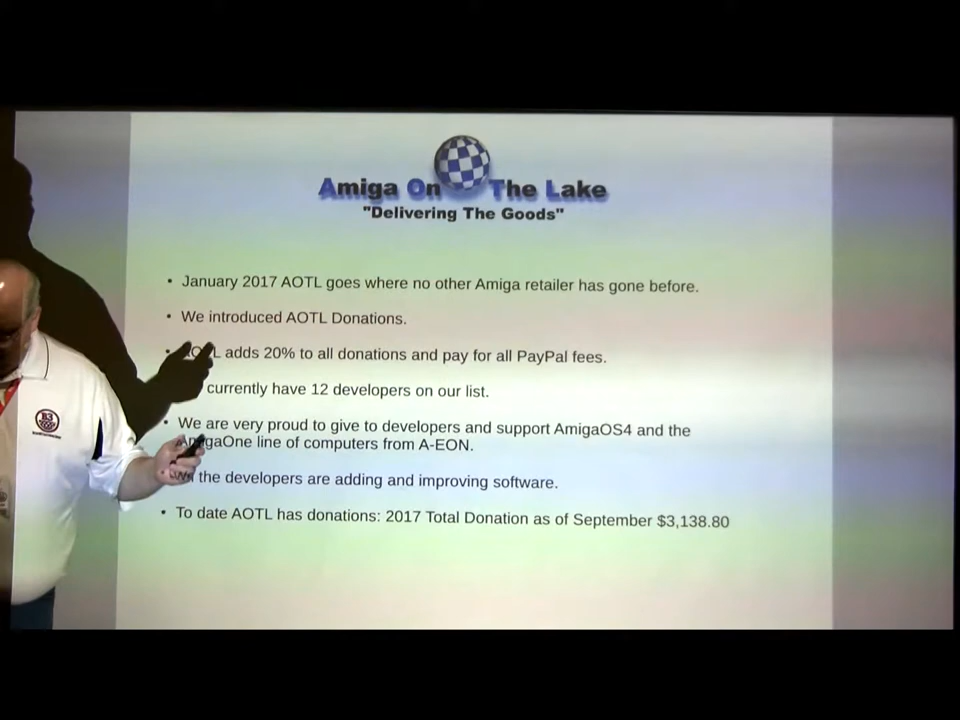 Amiga On The Lake
"Delivering The Goods"
• January 2017 AOTL goes where no other Amiga retailer has gone before.
• We introduced AOTL Donations.
• AOTL adds 20% to all donations and pay for all PayPal fees.
currently have 12 developers on our list.
• We are very proud to give to developers and support AmigaOS4 and the
AmigaOne line of computers from A-EON.
the developers are adding and improving software.
• To date AOTL has donations: 2017 Total Donation as of September $3,138.80
B3